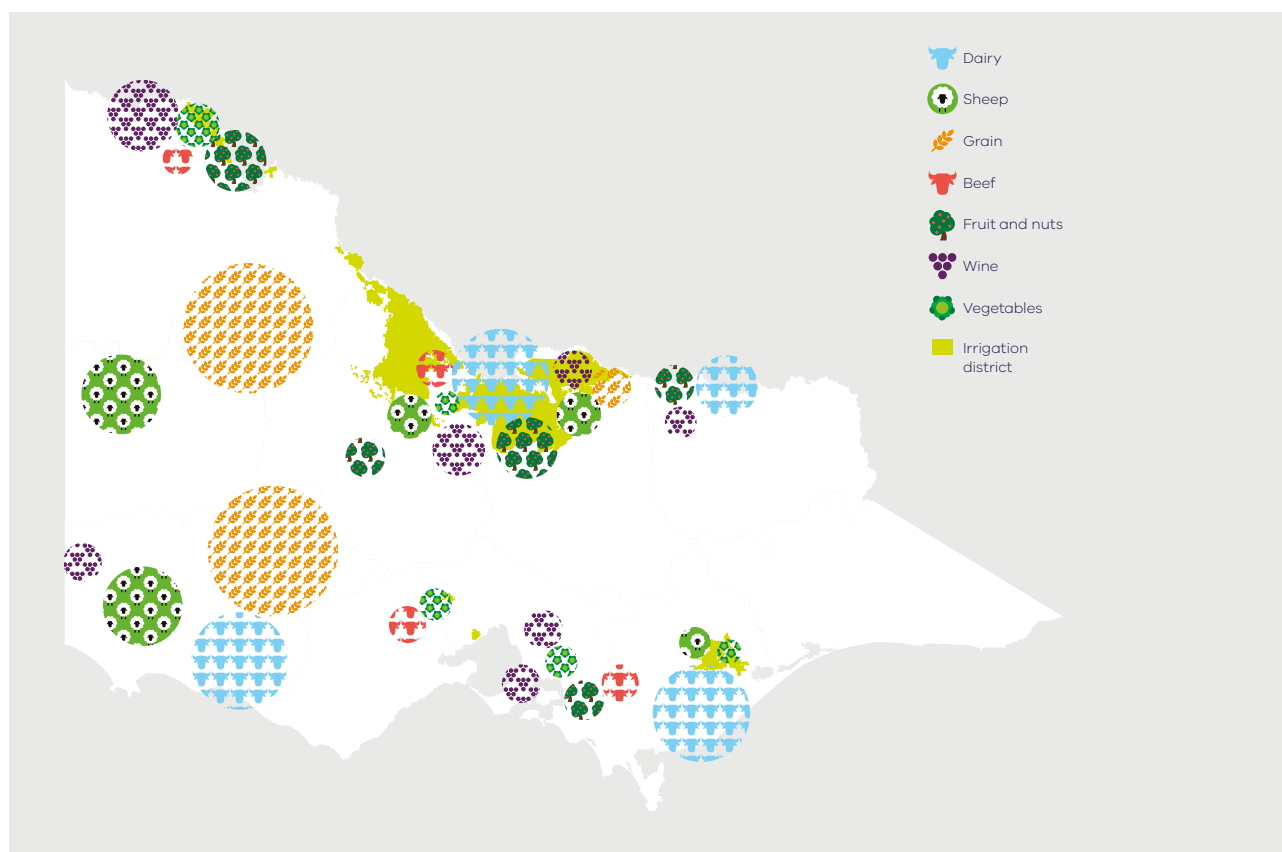 Dairy
Sheep
Grain
Beef
Fruit and nuts
Wine
Vegetables
Irrigation
district